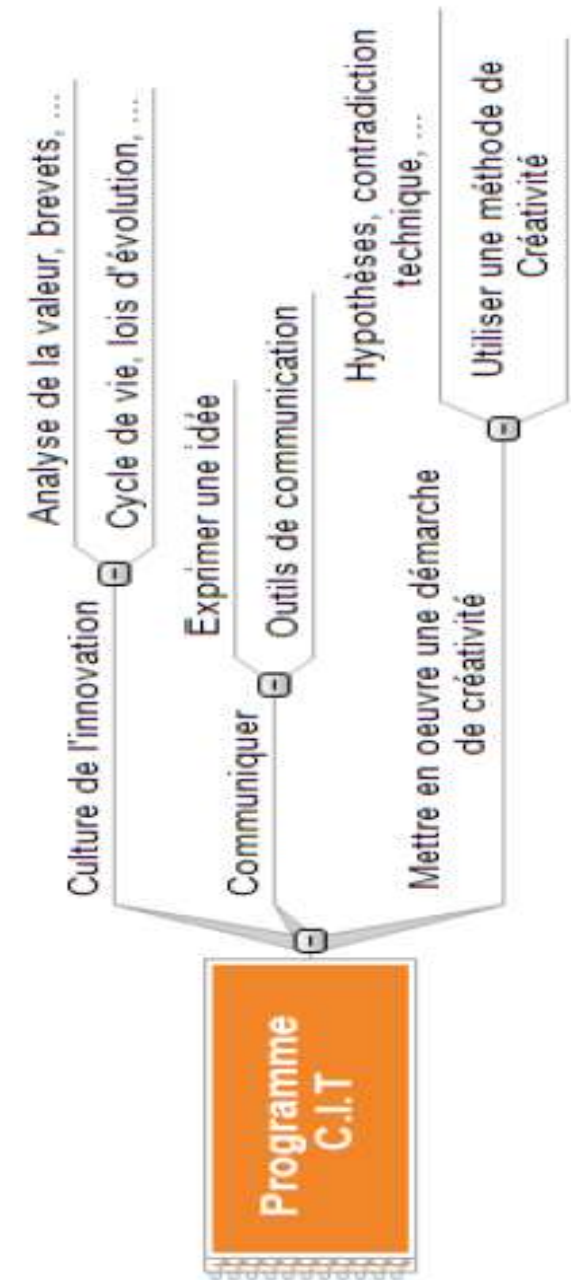 Programme
C.I.T
Culture de l'innovation
Analyse de la valeur, brevets, ...
Cycle de vie, lois d'évolution, ...
Communiquer
Exprimer une idée
Outils de communication
Mettre en oeuvre une démarche
de créativité
Hypothèses, contradiction
technique, ...
Utiliser une méthode de
Créativité